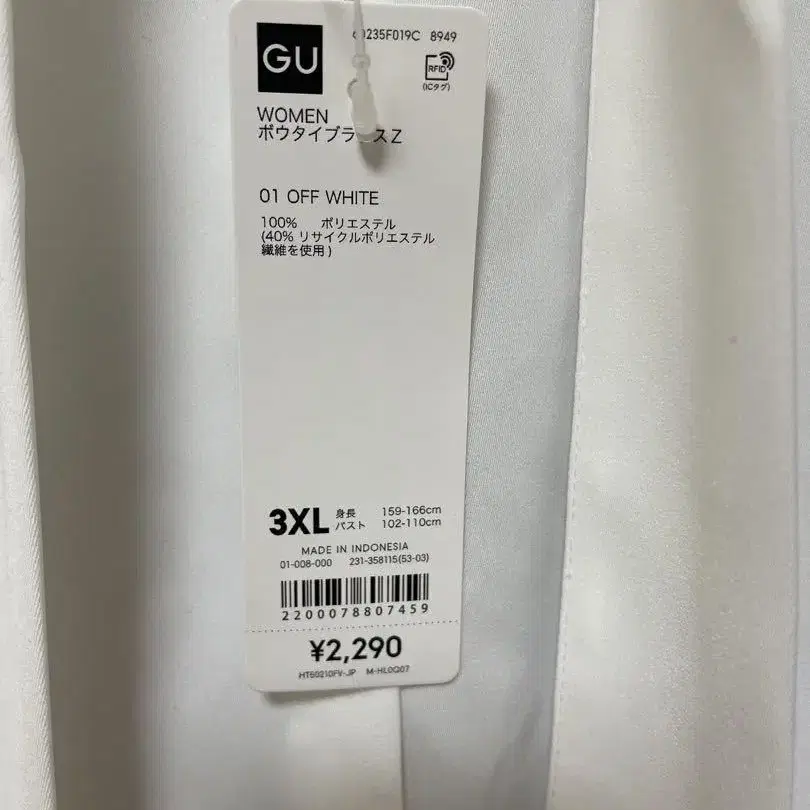 GU
235F019C 8949
RFID
(ICタグ)
WOMEN
ボウタイブラ スZ
01 OFF WHITE
100% ポリエステル
(40% リサイクルポリエステル
繊維を使用)
3XL
身長 159-166cm
バスト 102-110cm
MADE IN INDONESIA
01-008-000 231-358115(53-03)
2200078807459
¥2,290
HT50210FV-JP M-HL0Q07